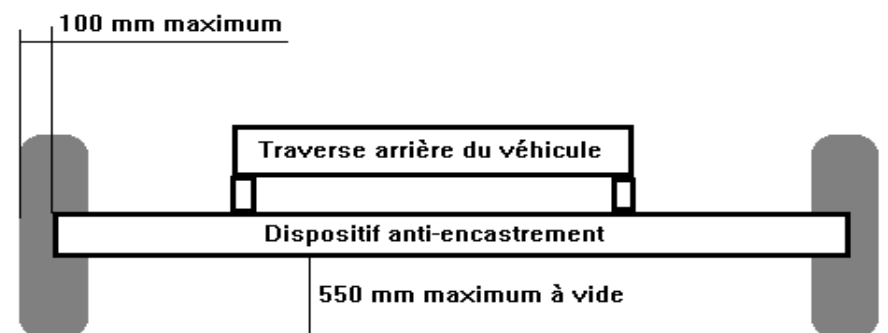 100 mm maximum
Traverse arrière du véhicule
Dispositif anti-encastrement
550 mm maximum à vide